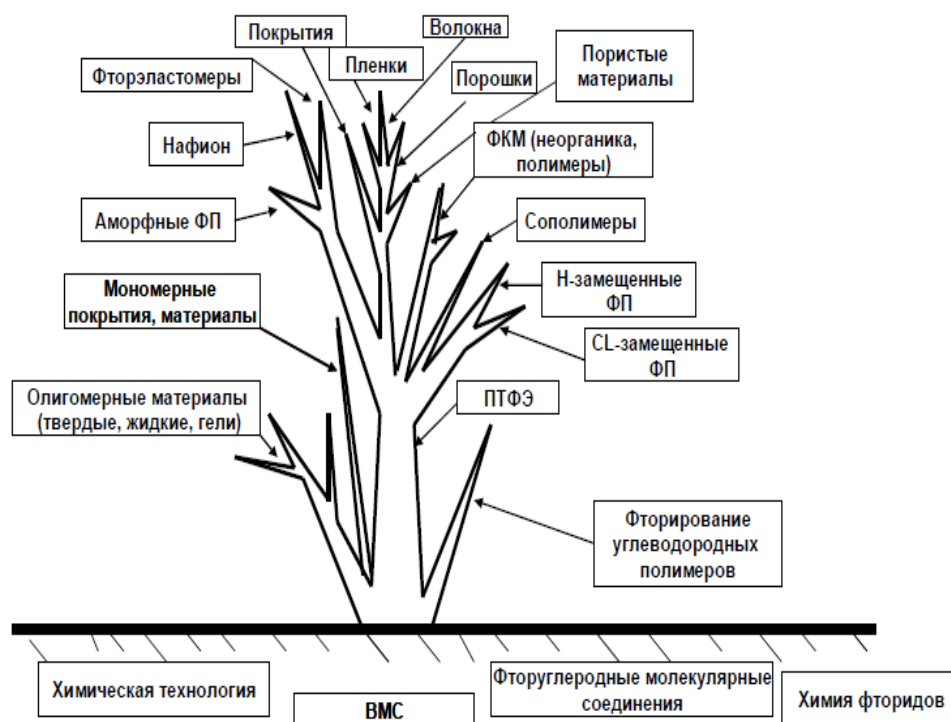 Покрытия
Волокна
Пленки
Фторэластомеры
Порошки
Пористые
материалы
Нафион
ФКМ (неорганика,
полимеры)
Аморфные ФП
Сополимеры
Мономерные
покрытия, материалы
Н-замещенные
ФП
CL-замещенные
ФП
Олигомерные материалы
(твердые, жидкие, гели)
ПТФЭ
Фторирование
углеводородных
полимеров
Химическая технология
ВМС
Фторуглеродные молекулярные
соединения
Химия фторидов